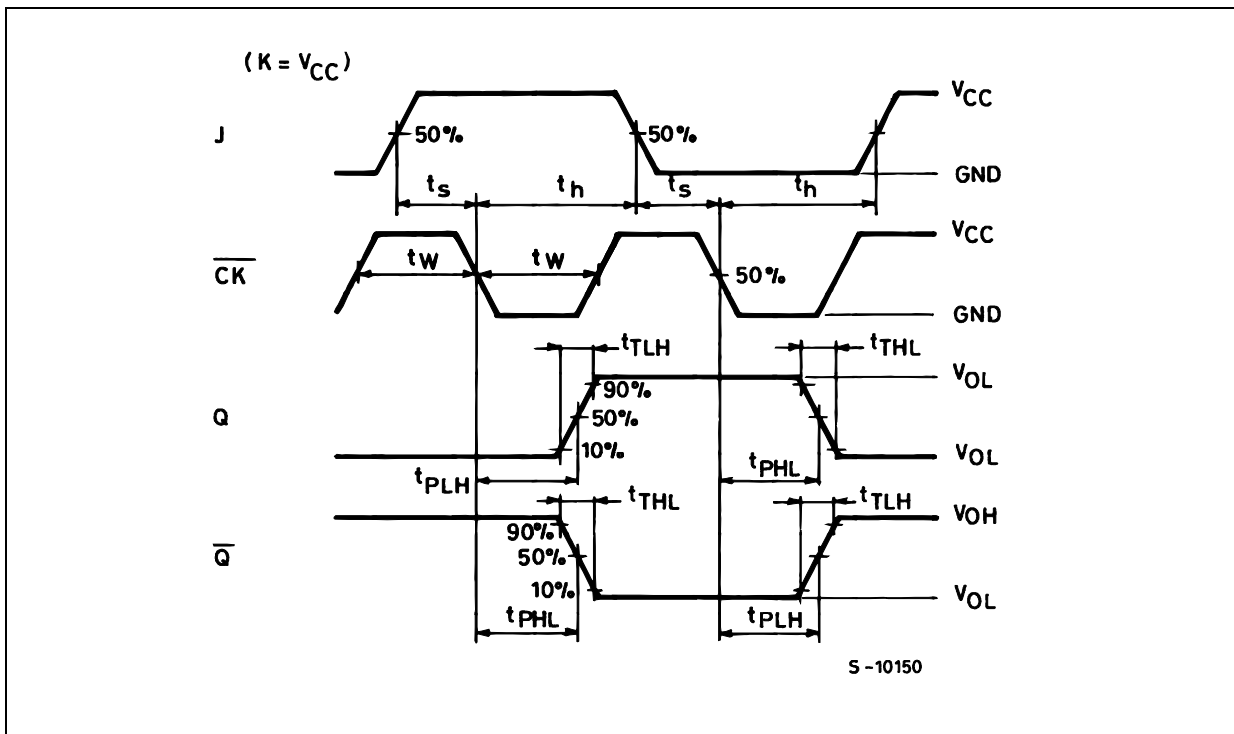 (K = VCC)
VCC
J
50%
50%
GND
ts
th
ts
th
VCC
CK
tW
tW
50%
GND
tTLH
tTHL
VOL
90%
Q
50%
10%
VOL
tPLH
tPHL
tTHL
tTLH
VOH
90%
Q
50%
10%
VOL
tPHL
tPLH
S-10150